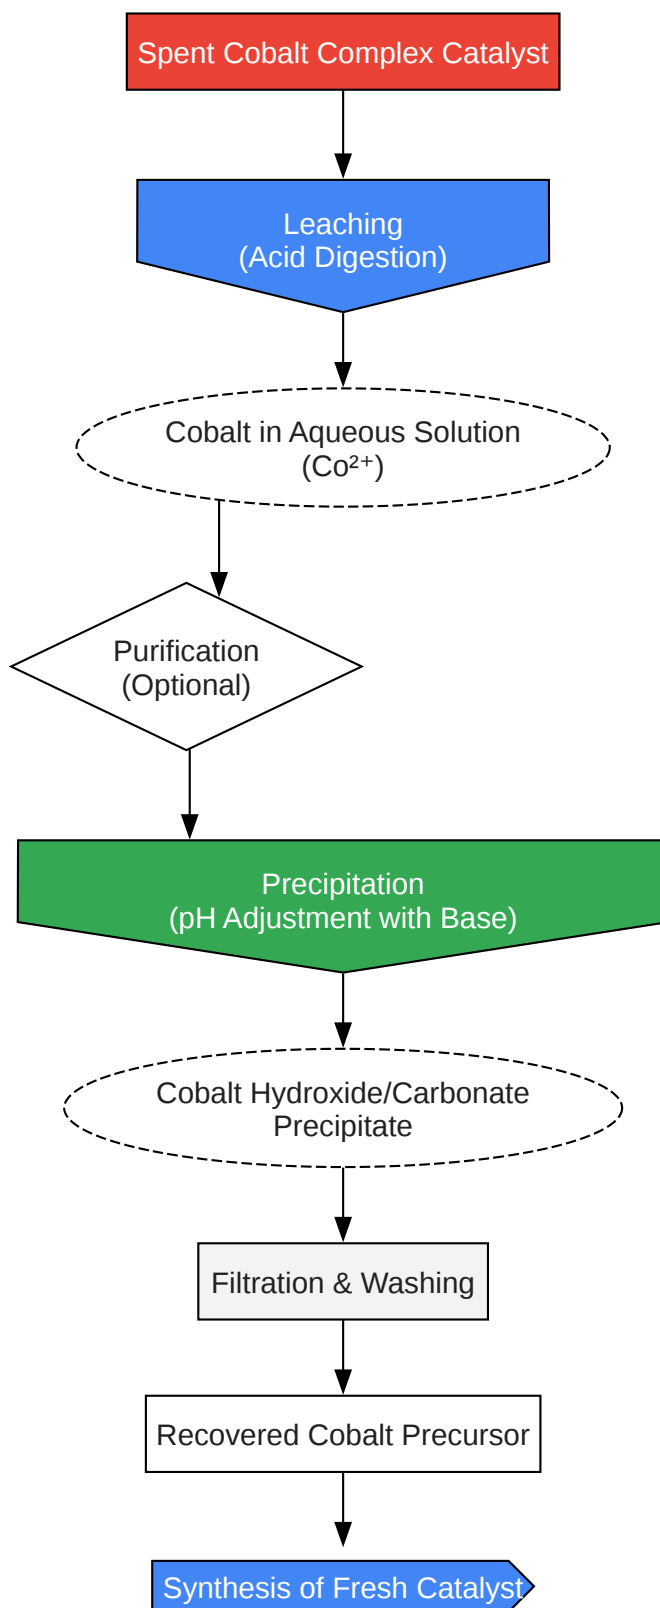 Spent Cobalt Complex Catalyst
Leaching
(Acid Digestion)
Cobalt in Aqueous Solution
(Co²⁺)
Purification
(Optional)
Precipitation
(pH Adjustment with Base)
Cobalt Hydroxide/Carbonate
Precipitate
Filtration & Washing
Recovered Cobalt Precursor
Synthesis of Fresh Catalyst